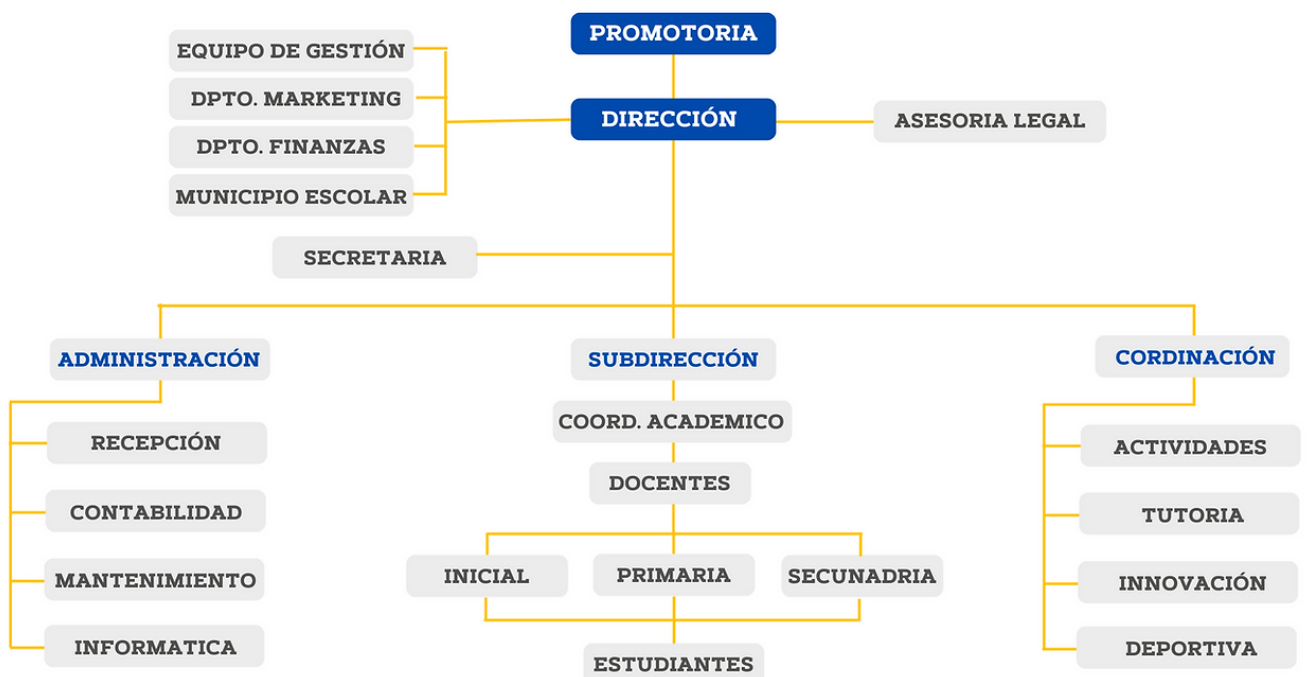 PROMOTORIA
EQUIPO DE GESTIÓN
DPTO. MARKETING
DPTO. FINANZAS
MUNICIPIO ESCOLAR
DIRECCIÓN
ASESORIA LEGAL
SECRETARIA
ADMINISTRACIÓN
RECEPCIÓN
CONTABILIDAD
MANTENIMIENTO
INFORMATICA
SUBDIRECCIÓN
COORD. ACADEMICO
DOCENTES
INICIAL
PRIMARIA
SECUNADRIA
ESTUDIANTES
CORDINACIÓN
ACTIVIDADES
TUTORIA
INNOVACIÓN
DEPORTIVA